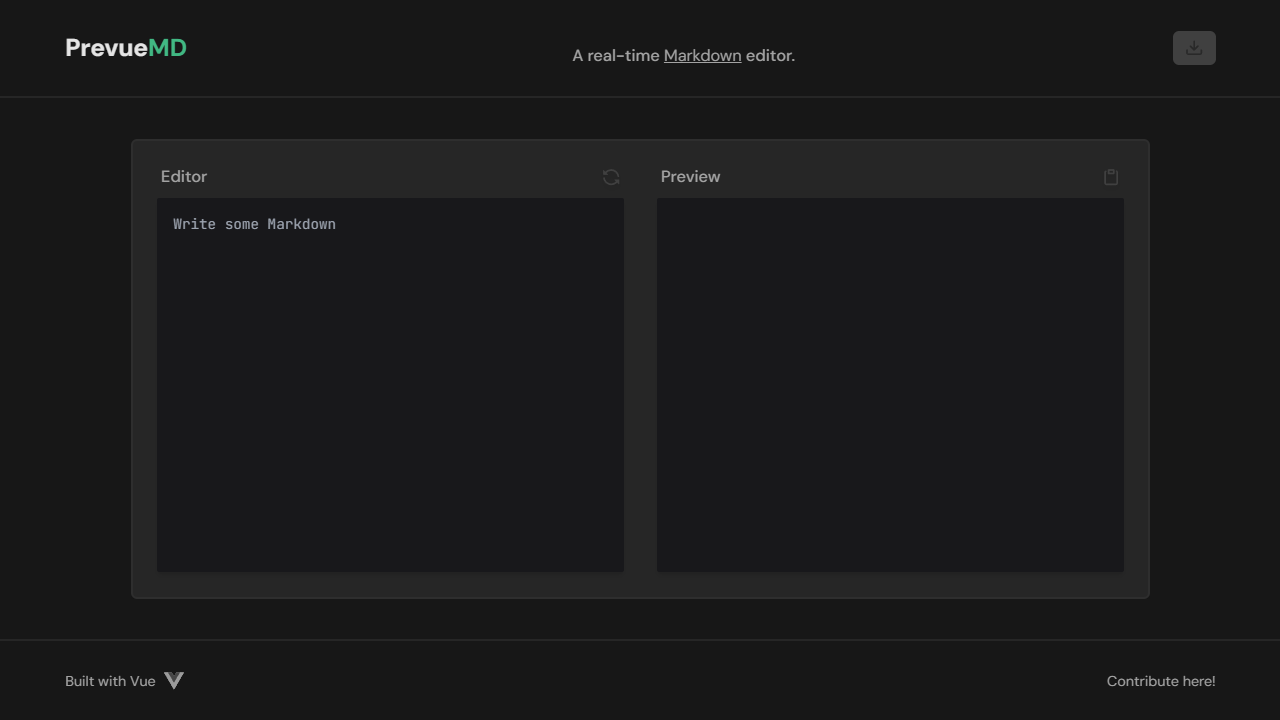 PrevueMD
A real-time Markdown editor.
Editor
Preview
Write some Markdown
Built with Vue
Contribute here!